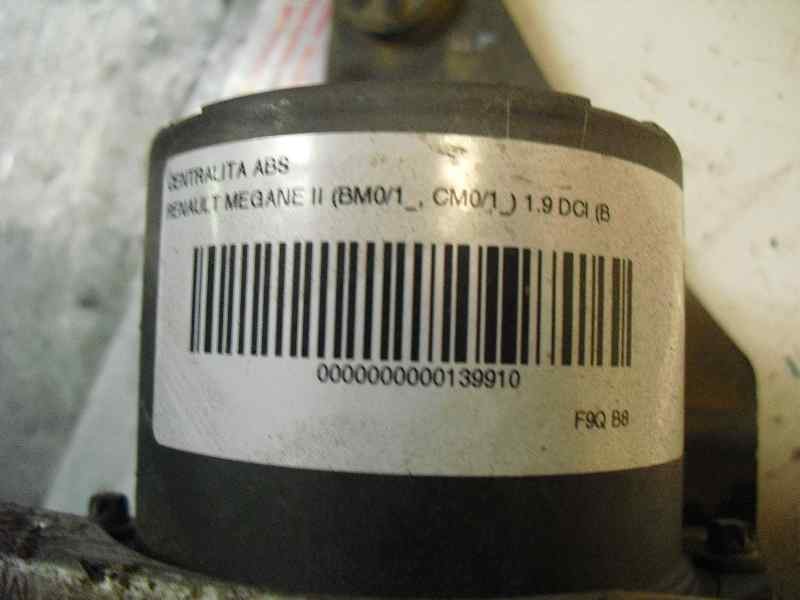 CENTRALITA ABS
RENAULT MEGANE II (BM0/1_, CM0/1_) 1.9 DCI (B
0000000000139910
F9Q B8